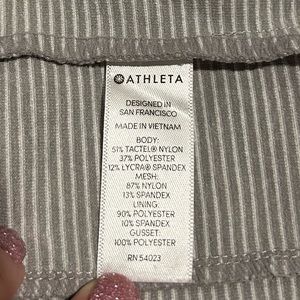 ATHLETA
DESIGNED IN
SAN FRANCISCO
MADE IN VIETNAM
BODY:
51% TACTEL® NYLON
37% POLYESTER
12% LYCRA® SPANDEX
MESH:
87% NYLON
13% SPANDEX
LINING:
90% POLYESTER
10% SPANDEX
GUSSET:
100% POLYESTER
RN 54023